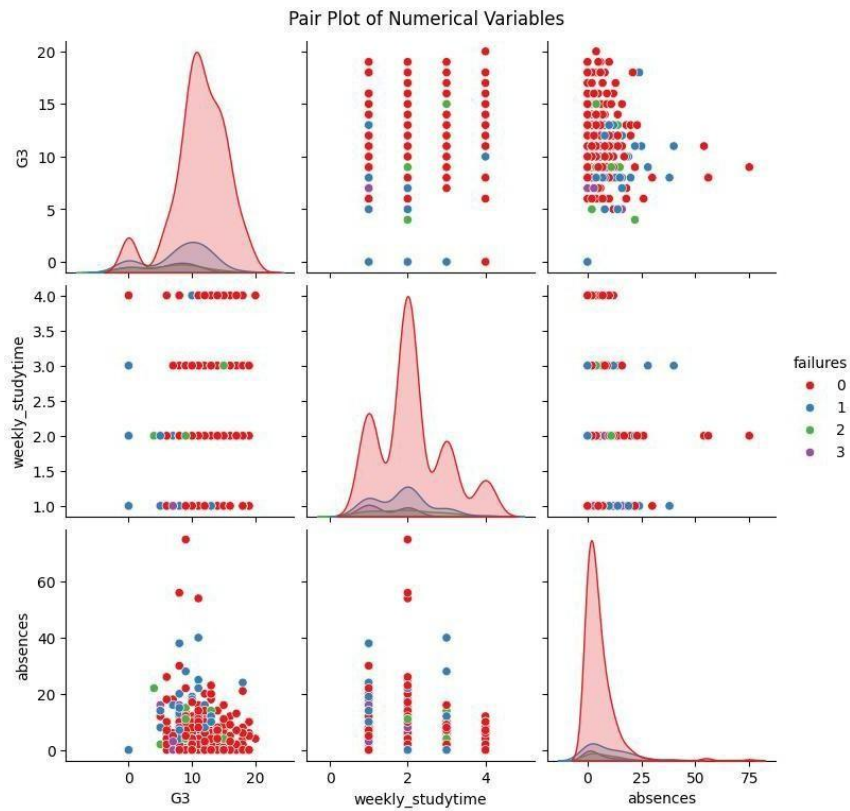 Pair Plot of Numerical Variables
20
15
10
5
0
G3
4.0
3.5
3.0
2.5
2.0
1.5
1.0
weekly_studytime
failures
0
1
2
3
60
40
20
0
absences
0 10 20
G3
0 2 4
weekly_studytime
0 25 50 75
absences